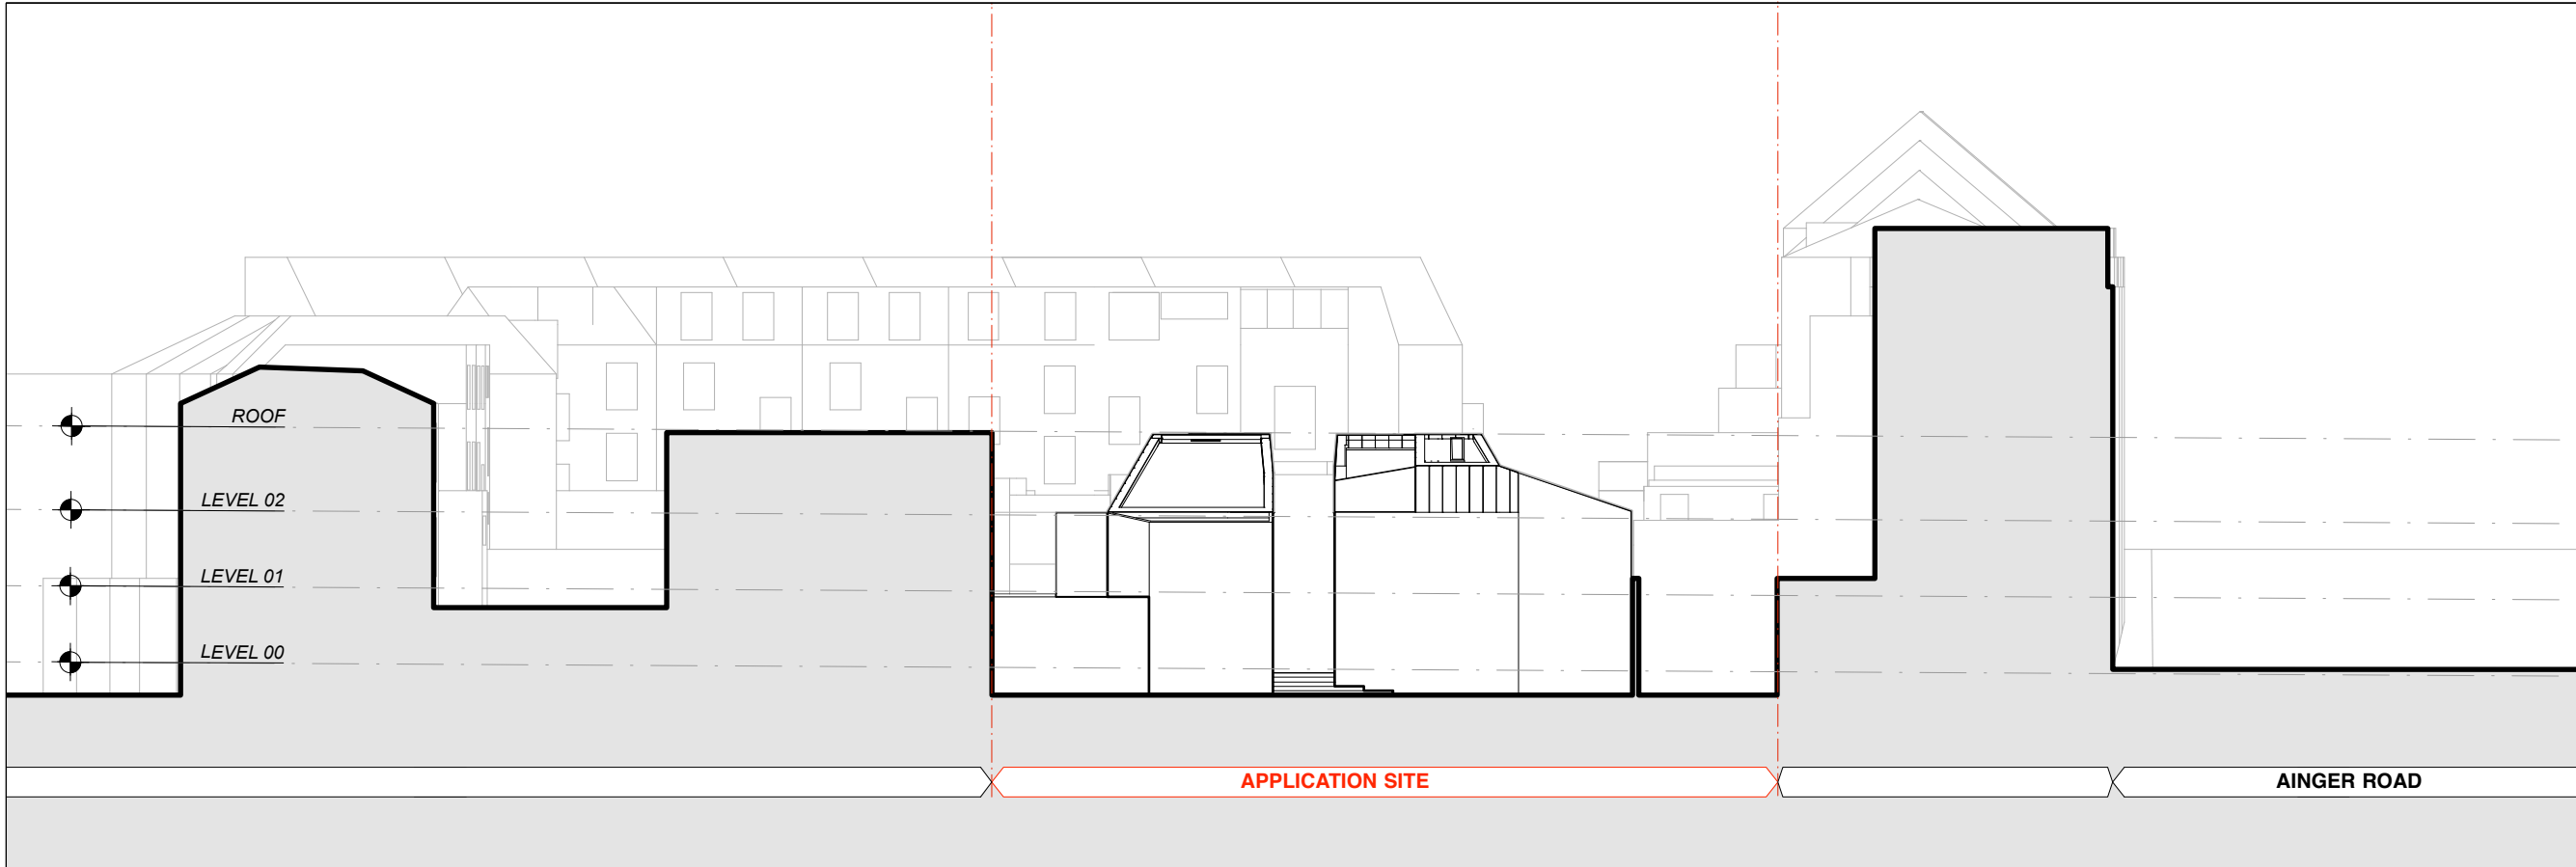 ROOF
LEVEL 02
LEVEL 01
LEVEL 00
APPLICATION SITE
AINGER ROAD